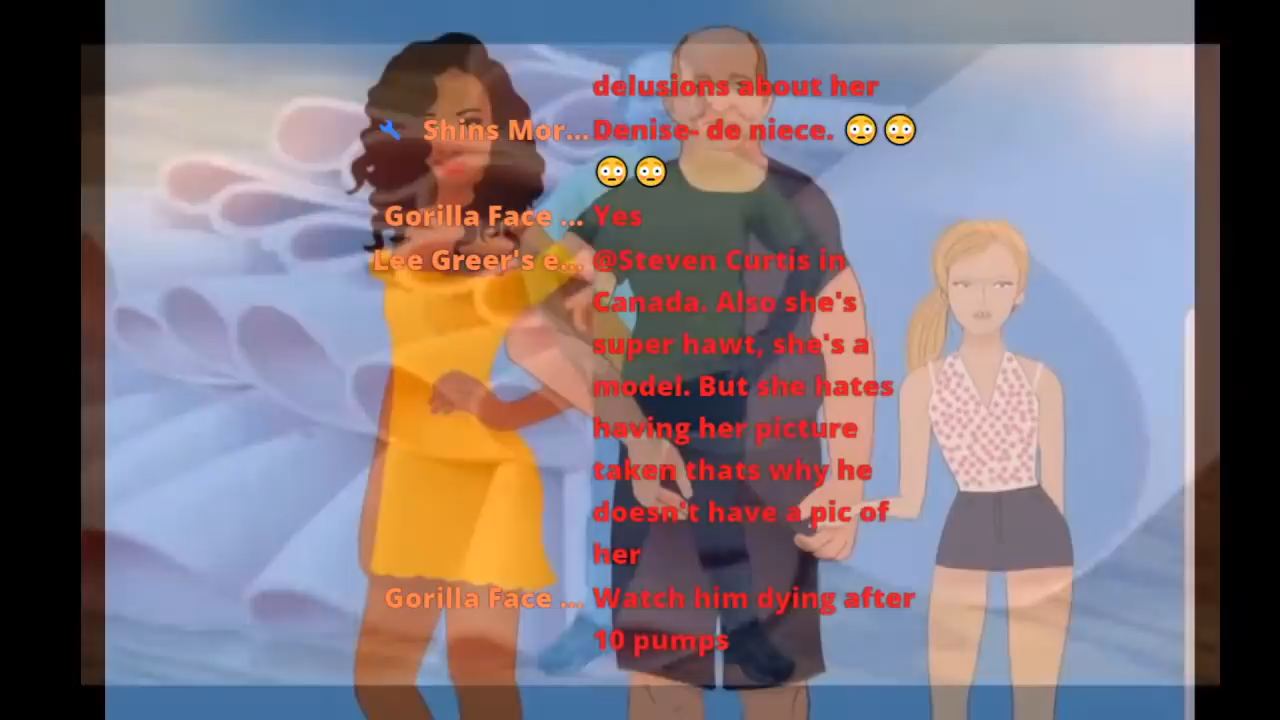 delusions about her
Shins Mor... Denise- de niece. 😳😳
😳😳
Gorilla Face ... Yes
Lee Greer's e... @Steven Curtis in
Canada. Also she's
super hawt, she's a
model. But she hates
having her picture
taken thats why he
doesn't have a pic of
her
Gorilla Face ... Watch him dying after
10 pumps